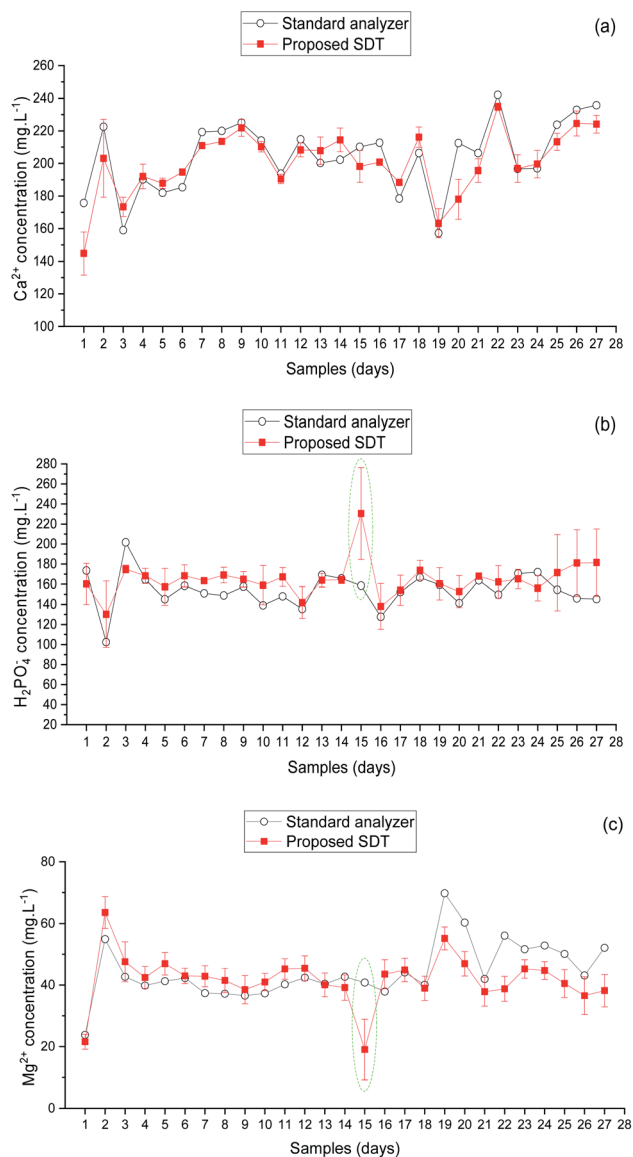 (a)
Standard analyzer
Proposed SDT
Ca²⁺ concentration (mg.L⁻¹)
260
240
220
200
180
160
140
120
100
1 2 3 4 5 6 7 8 9 10 11 12 13 14 15 16 17 18 19 20 21 22 23 24 25 26 27 28
Samples (days)
(b)
Standard analyzer
Proposed SDT
H₂PO₄⁻ concentration (mg.L⁻¹)
280
260
240
220
200
180
160
140
120
100
80
60
40
20
1 2 3 4 5 6 7 8 9 10 11 12 13 14 15 16 17 18 19 20 21 22 23 24 25 26 27 28
Samples (days)
(c)
Standard analyzer
Proposed SDT
Mg²⁺ concentration (mg.L⁻¹)
80
60
40
20
0
1 2 3 4 5 6 7 8 9 10 11 12 13 14 15 16 17 18 19 20 21 22 23 24 25 26 27 28
Samples (days)